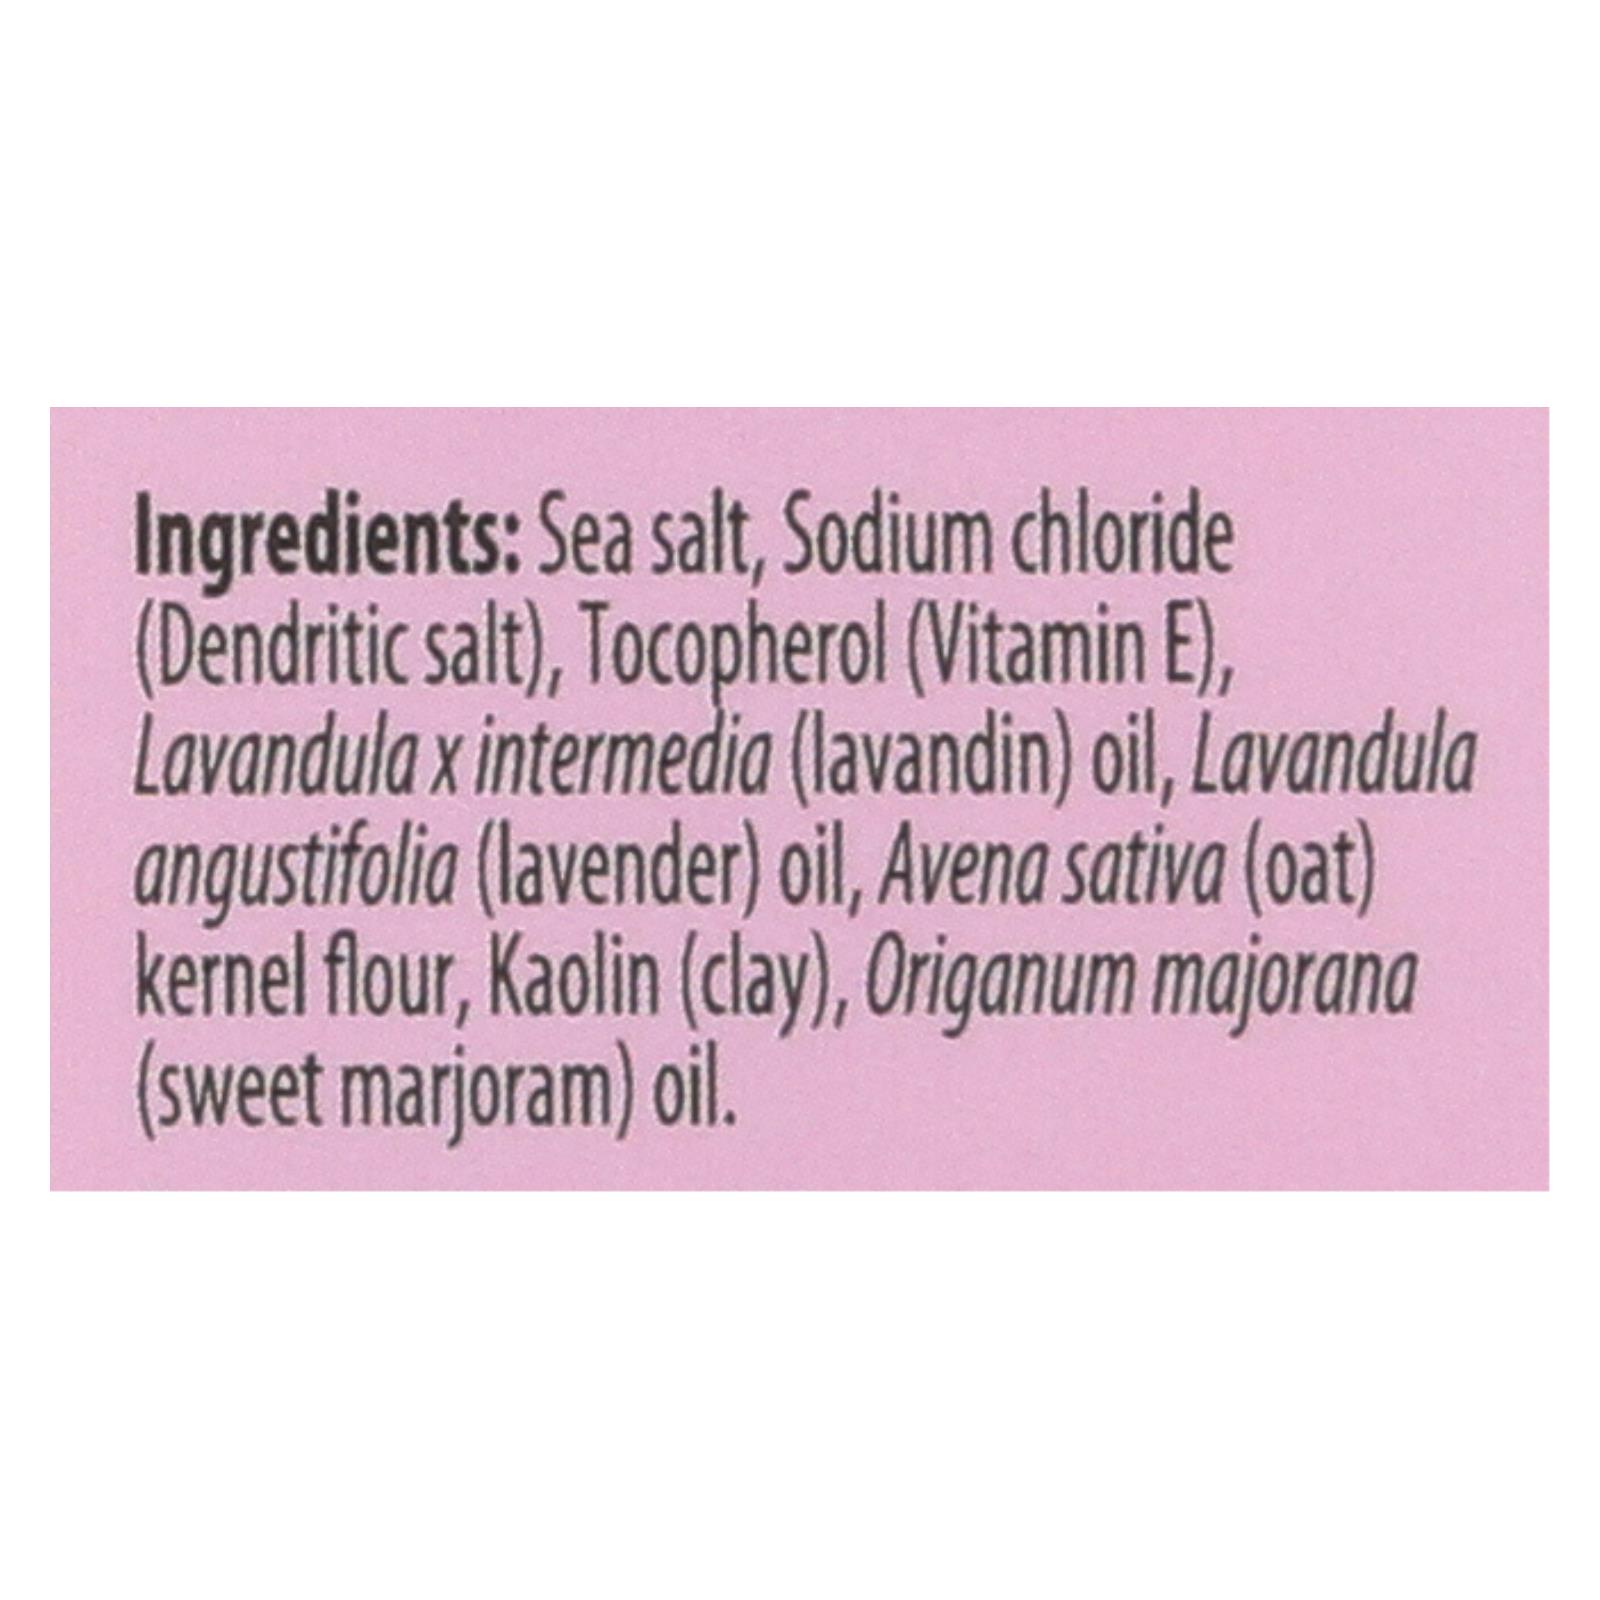 Ingredients: Sea salt, Sodium chloride
(Dendritic salt), Tocopherol (Vitamin E),
Lavandula x intermedia (lavandin) oil, Lavandula
angustifolia (lavender) oil, Avena sativa (oat)
kernel flour, Kaolin (clay), Origanum majorana
(sweet marjoram) oil.